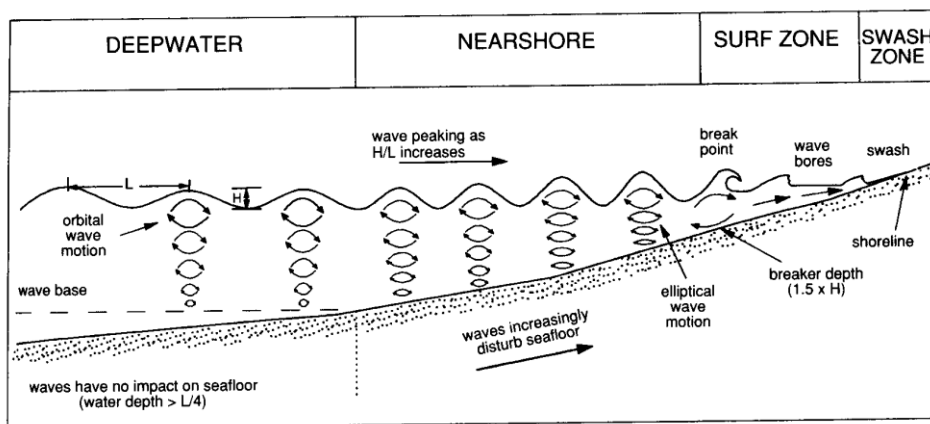 DEEPWATER
NEARSHORE
SURF ZONE
SWASH
ZONE
wave peaking as
H/L increases
break
point
wave
bores
swash
L
H
orbital
wave
motion
shoreline
wave base
elliptical
wave
motion
breaker depth
(1.5 x H)
waves increasingly
disturb seafloor
waves have no impact on seafloor
(water depth > L/4)